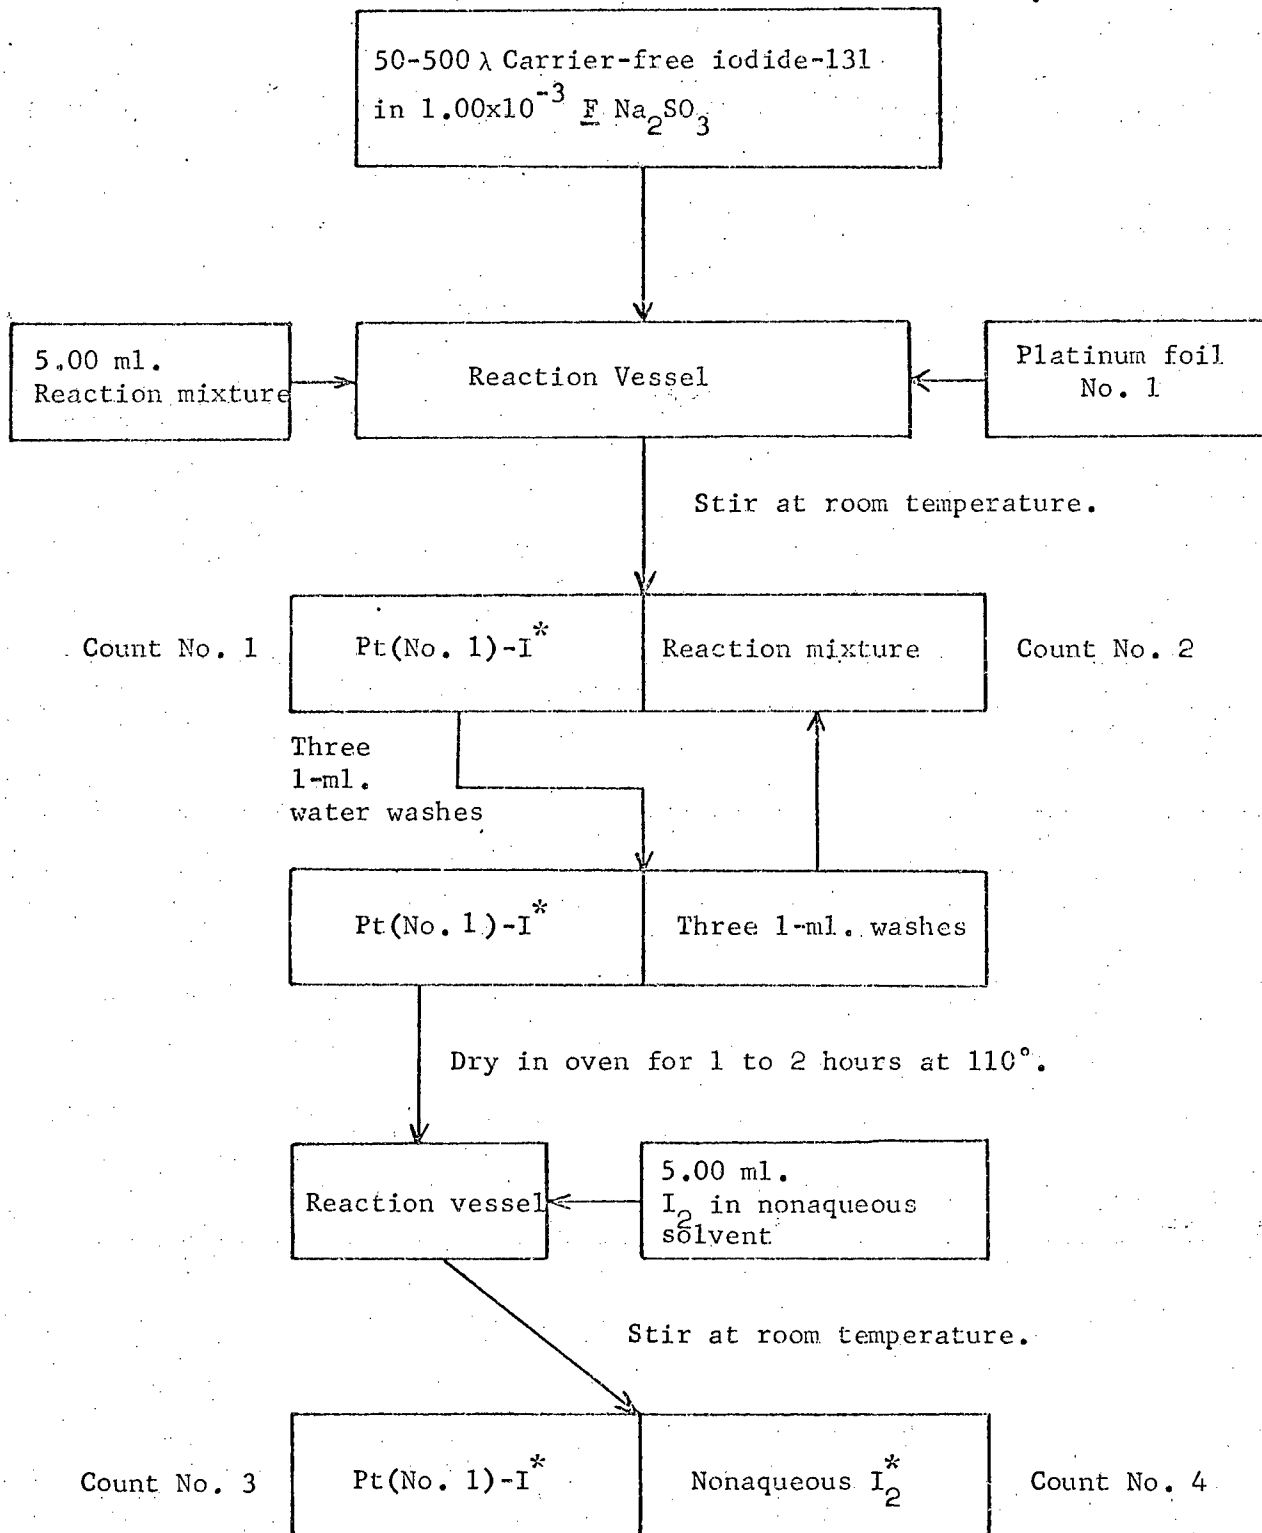 50-500 λ Carrier-free iodide-131
in 1.00x10⁻³ F Na₂SO₃
5.00 ml.
Reaction mixture
Reaction Vessel
Platinum foil
No. 1
Stir at room temperature.
Count No. 1
Pt(No. 1)-I*
Reaction mixture
Count No. 2
Three
1-ml.
water washes
Pt(No. 1)-I*
Three 1-ml. washes
Dry in oven for 1 to 2 hours at 110°.
Reaction vessel
5.00 ml.
I₂ in nonaqueous
solvent
Stir at room temperature.
Count No. 3
Pt(No. 1)-I*
Nonaqueous I₂*
Count No. 4